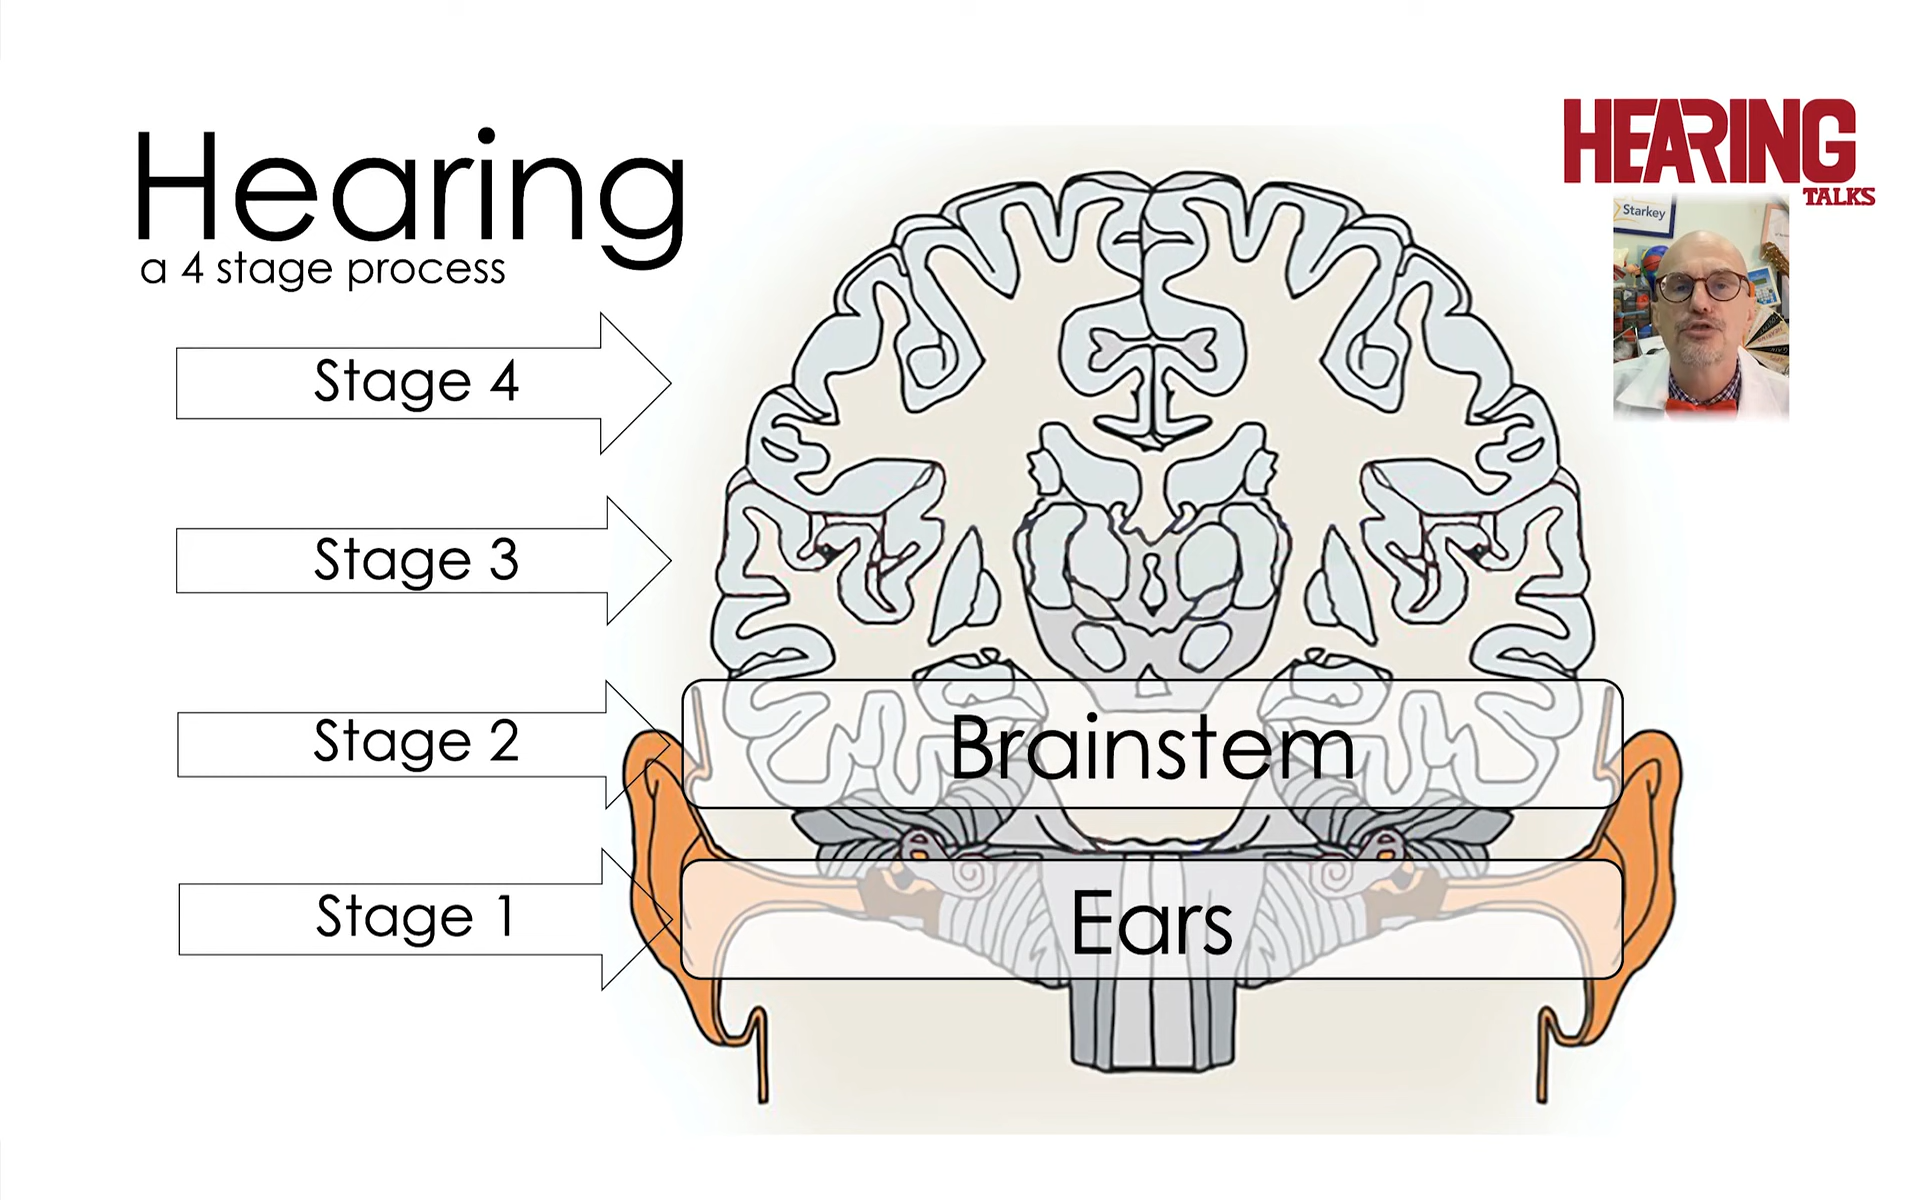 Hearing
a 4 stage process
HEARING
TALKS
Starkey
Stage 4
Stage 3
Stage 2
Brainstem
Stage 1
Ears